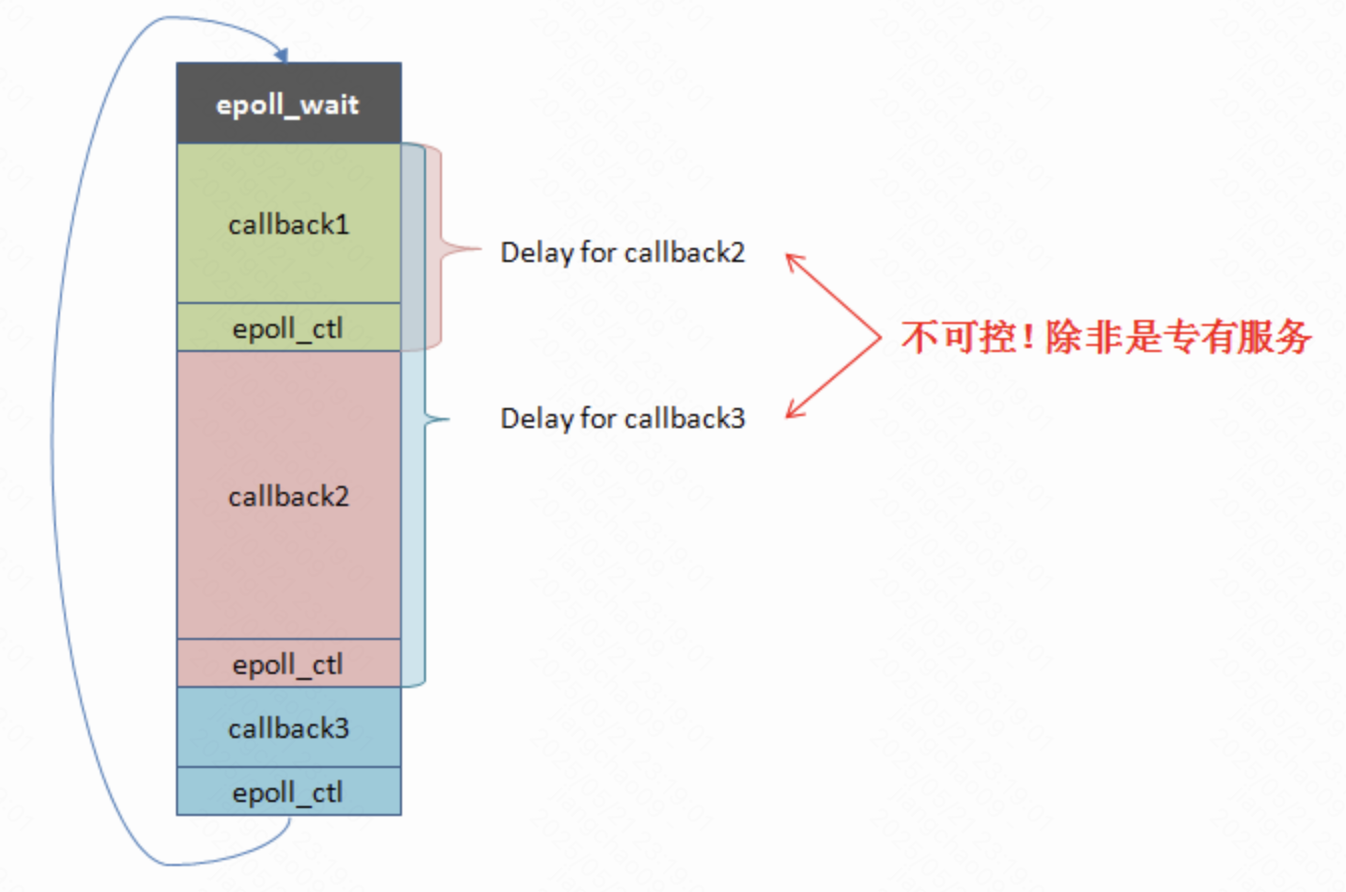 epoll_wait
callback1
Delay for callback2
不可控！除非是专有服务
epoll_ctl
Delay for callback3
callback2
epoll_ctl
callback3
epoll_ctl